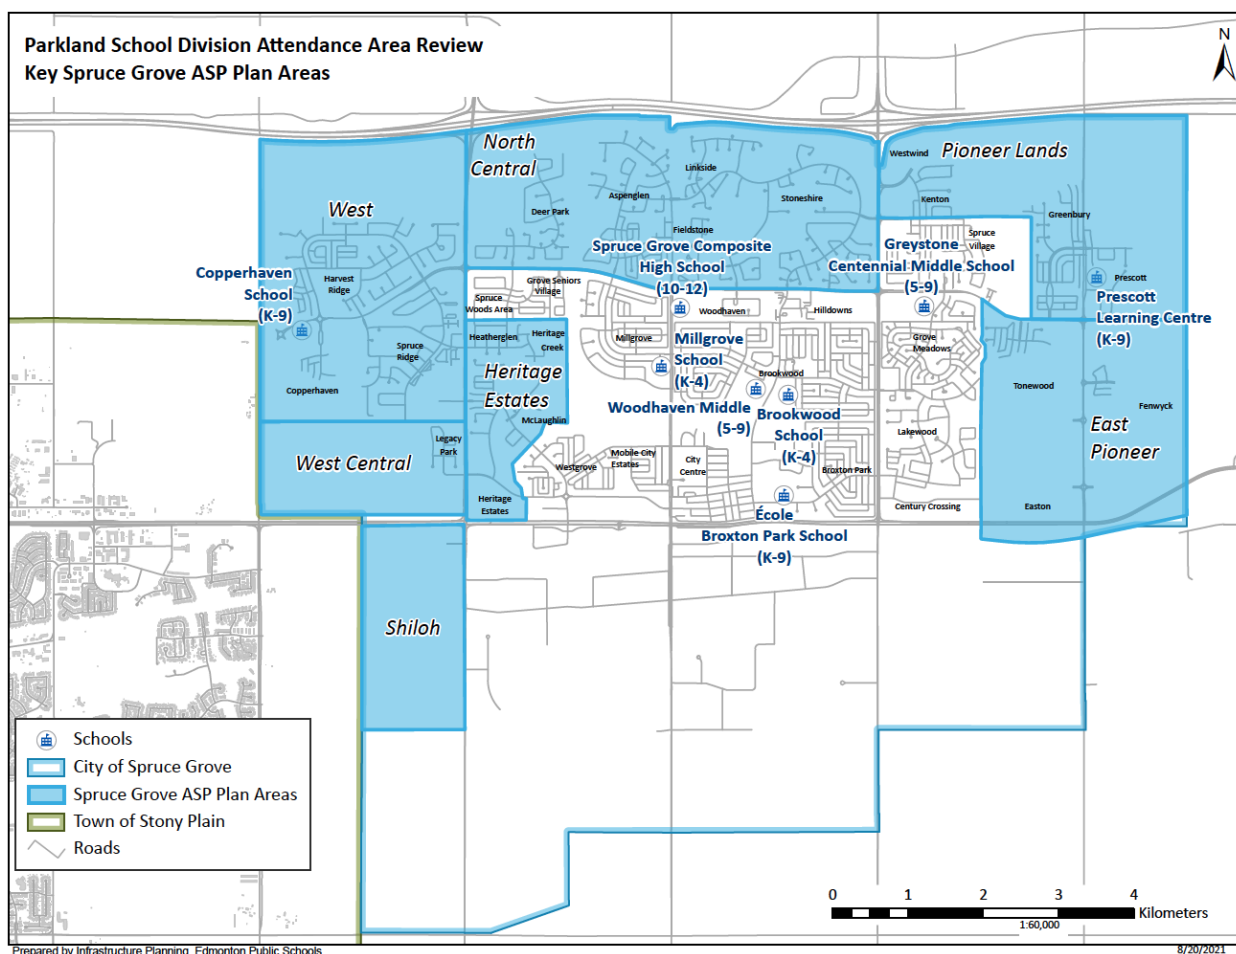 Parkland School Division Attendance Area Review
Key Spruce Grove ASP Plan Areas
N
North
Central
Pioneer Lands
West
Westwind
Linkside
Aspenglen
Stoneshire
Deer Park
Kenton
Greenbury
Fieldstone
Spruce
Village
Spruce Grove Composite
High School
(10-12)
Greystone
Centennial Middle School
(5-9)
Copperhaven
School
(K-9)
Harvest
Ridge
Grove Seniors
Village
Spruce
Woods Area
Woodhaven
Hilldowns
Prescott
Prescott
Learning Centre
(K-9)
Heatherglen
Heritage
Creek
Millgrove
Millgrove
School
(K-4)
Grove
Meadows
Spruce
Ridge
Copperhaven
Heritage
Estates
Brookwood
Tonewood
Fenwyck
Woodhaven Middle
(5-9)
Brookwood
School
(K-4)
McLaughlin
East
Pioneer
Lakewood
Legacy
Park
West Central
Westgrove
Mobile City
Estates
City
Centre
Broxton Park
Heritage
Estates
Century Crossing
Easton
École
Broxton Park School
(K-9)
Shiloh
Schools
City of Spruce Grove
Spruce Grove ASP Plan Areas
Town of Stony Plain
Roads
0 1 2 3 4
Kilometers
1:60,000
Prepared by Infrastructure Planning, Edmonton Public Schools
8/20/2021